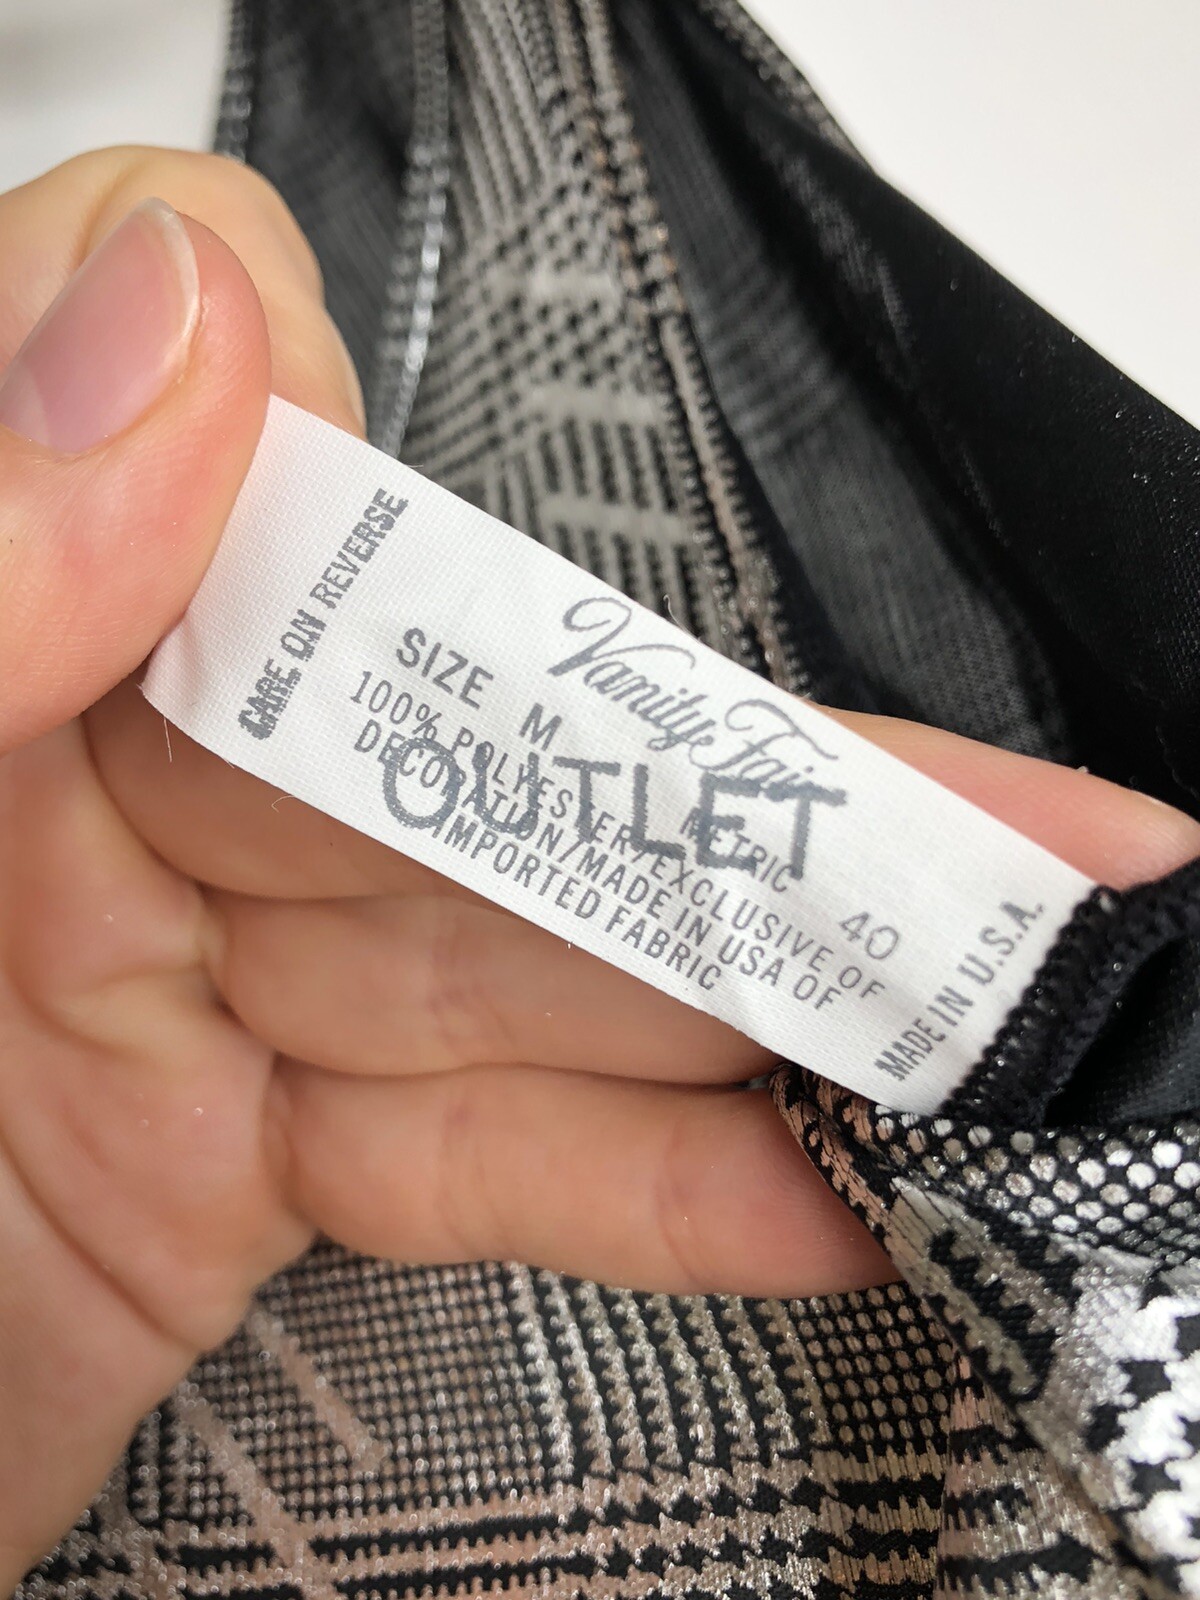 CARE ON REVERSE
Vanity Fair
SIZE M
METRIC 40
100% POLYESTER/EXCLUSIVE OF
DECORATION/MADE IN USA OF
IMPORTED FABRIC
OUTLET
MADE IN U.S.A.